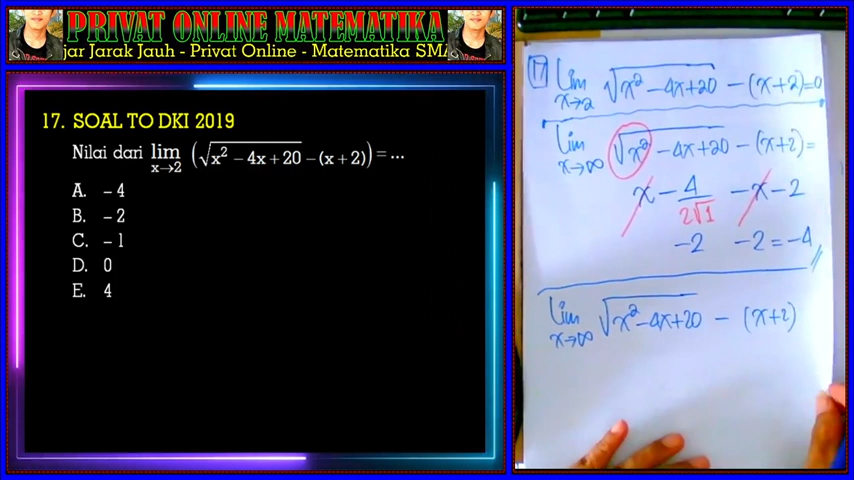 PRIVAT ONLINE MATEMATIKA
jar Jarak Jauh - Privat Online - Matematika SMA
17. SOAL TO DKI 2019
Nilai dari lim x→2 (√(x² − 4x + 20) − (x + 2)) = ...
A. − 4
B. − 2
C. − 1
D. 0
E. 4
17 Lim x→2 √(x² − 4x + 20) − (x + 2) = 0
Lim x→∞ √(x² − 4x + 20) − (x + 2) =
x − 4/(2√1) − x − 2
−2 −2 = −4
Lim x→∞ √(x² − 4x + 20) − (x + 2)